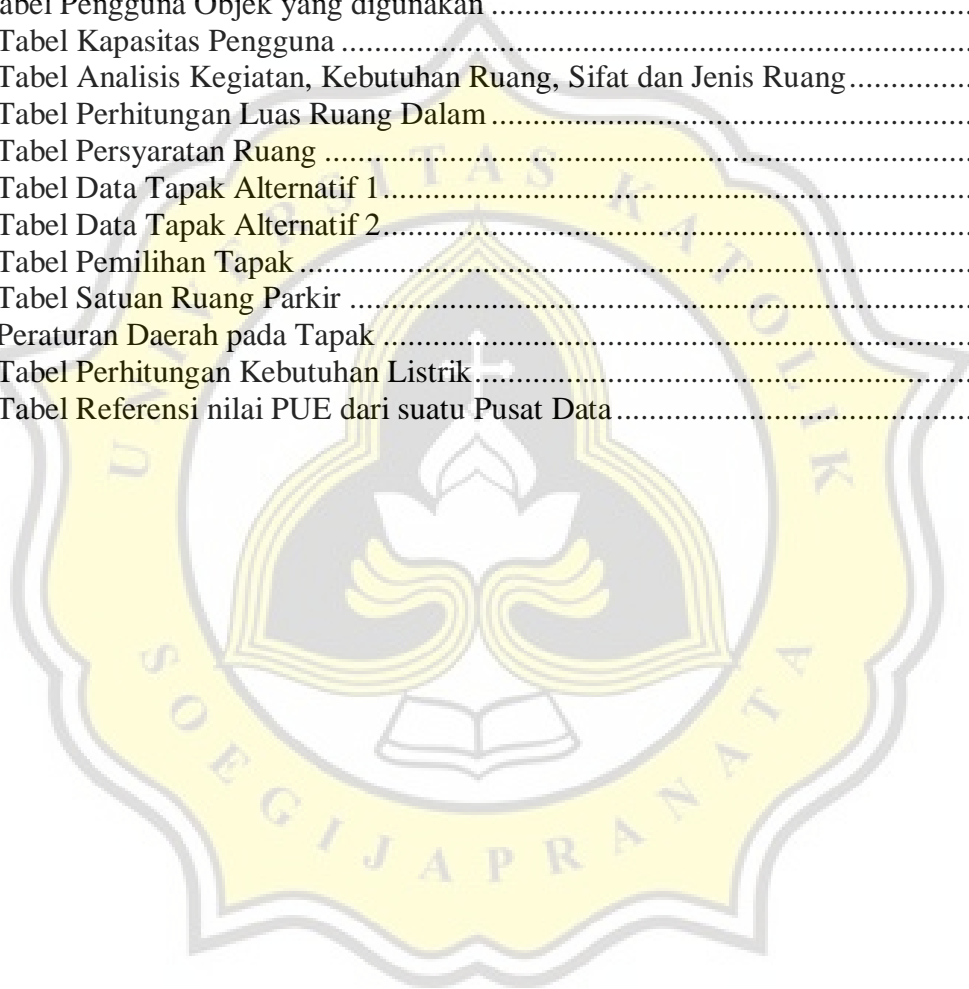 abel Pengguna Objek yang digunakan ........................................................
Tabel Kapasitas Pengguna ........................................................................
Tabel Analisis Kegiatan, Kebutuhan Ruang, Sifat dan Jenis Ruang ...............
Tabel Perhitungan Luas Ruang Dalam ........................................................
Tabel Persyaratan Ruang ..........................................................................
Tabel Data Tapak Alternatif 1 ...................................................................
Tabel Data Tapak Alternatif 2 ...................................................................
Tabel Pemilihan Tapak .............................................................................
Tabel Satuan Ruang Parkir .......................................................................
Peraturan Daerah pada Tapak ...................................................................
Tabel Perhitungan Kebutuhan Listrik .........................................................
Tabel Referensi nilai PUE dari suatu Pusat Data .........................................
UNIVERSITAS KATOLIK
SOEGIJAPRANATA